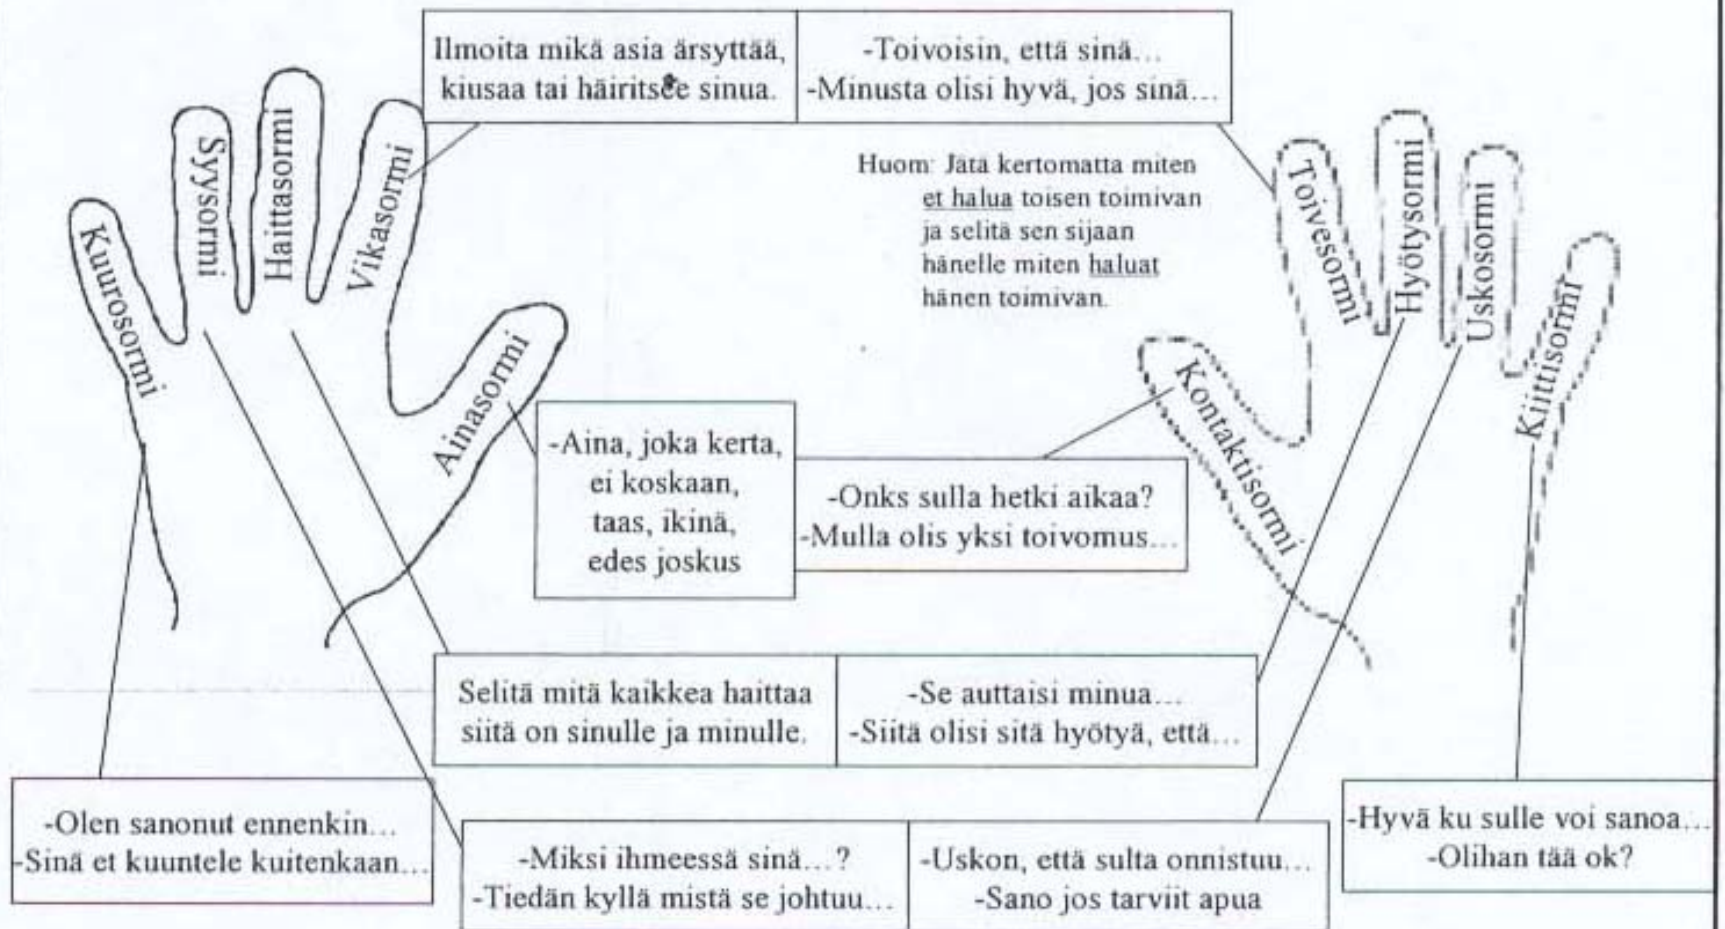 Ilmoita mikä asia ärsyttää,
kiusaa tai häiritsee sinua.
-Toivoisin, että sinä…
-Minusta olisi hyvä, jos sinä…
Kuurosormi
Syysormi
Haittasormi
Vikasormi
Ainasormi
Huom: Jätä kertomatta miten
et halua toisen toimivan
ja selitä sen sijaan
hänelle miten haluat
hänen toimivan.
Kontaktisormi
Toivesormi
Hyötysormi
Uskosormi
Kiittisormi
-Aina, joka kerta,
ei koskaan,
taas, ikinä,
edes joskus
-Onks sulla hetki aikaa?
-Mulla olis yksi toivomus…
Selitä mitä kaikkea haittaa
siitä on sinulle ja minulle.
-Se auttaisi minua…
-Siitä olisi sitä hyötyä, että…
-Olen sanonut ennenkin…
-Sinä et kuuntele kuitenkaan…
-Miksi ihmeessä sinä…?
-Tiedän kyllä mistä se johtuu…
-Uskon, että sulta onnistuu…
-Sano jos tarviit apua
-Hyvä ku sulle voi sanoa…
-Olihan tää ok?